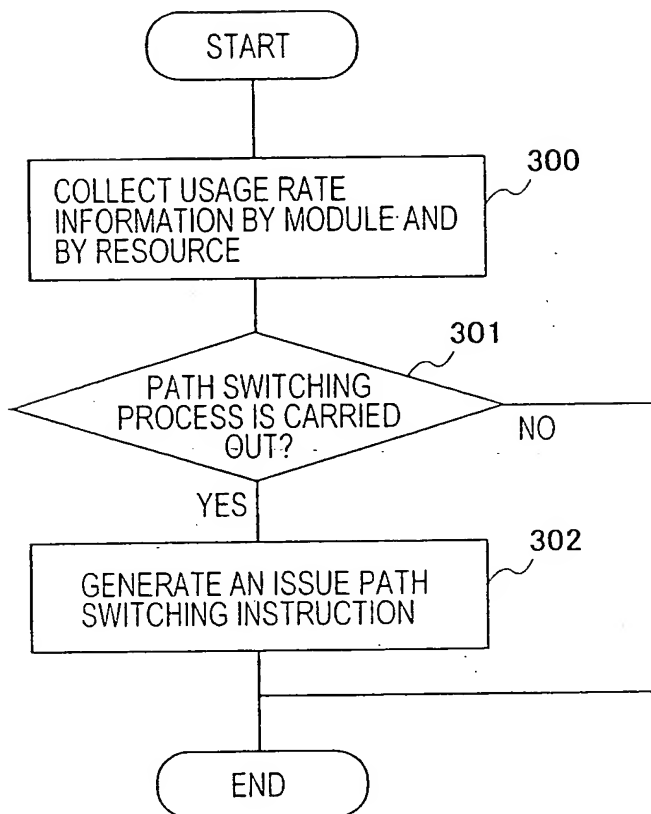 START
300
COLLECT USAGE RATE
INFORMATION BY MODULE AND
BY RESOURCE
301
PATH SWITCHING
PROCESS IS CARRIED
OUT?
NO
YES
302
GENERATE AN ISSUE PATH
SWITCHING INSTRUCTION
END